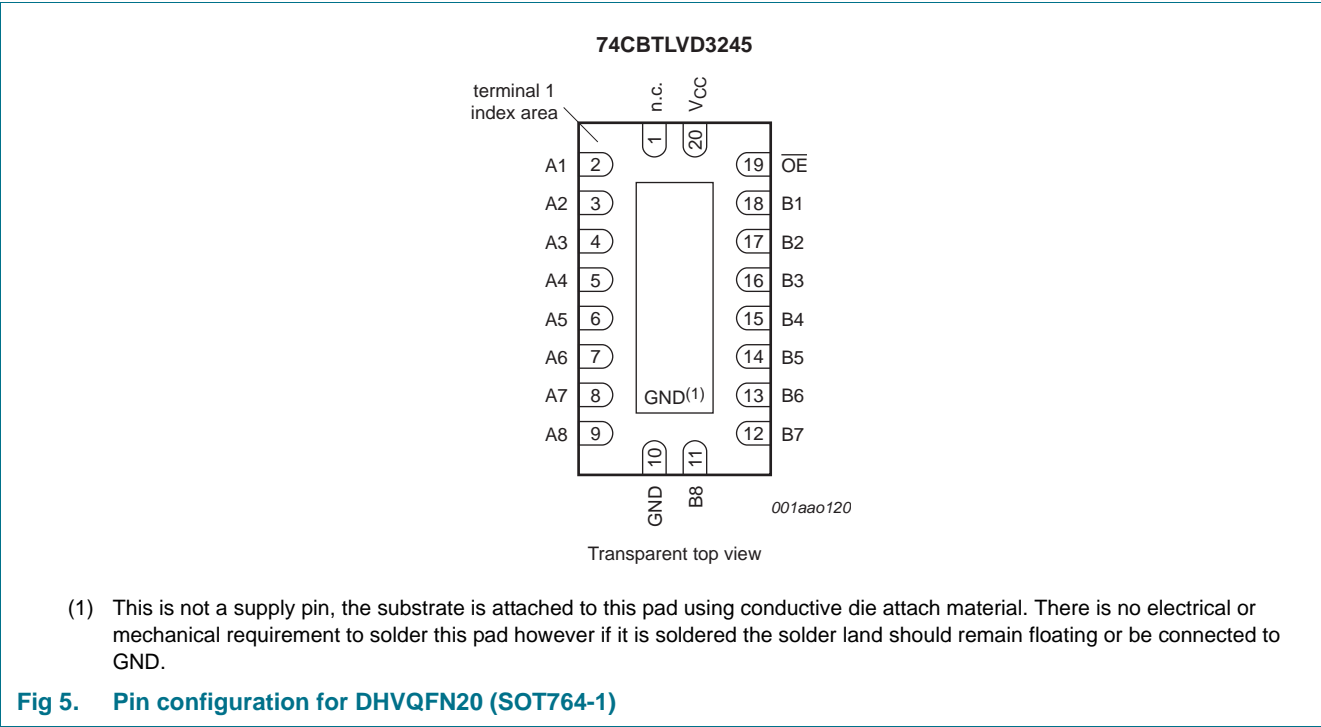 74CBTLVD3245
terminal 1
index area
n.c.
VCC
1
20
A1 2 19 OE
A2 3 18 B1
A3 4 17 B2
A4 5 16 B3
A5 6 15 B4
A6 7 14 B5
A7 8 GND(1) 13 B6
A8 9 12 B7
10
11
GND
B8
001aao120
Transparent top view
(1) This is not a supply pin, the substrate is attached to this pad using conductive die attach material. There is no electrical or
mechanical requirement to solder this pad however if it is soldered the solder land should remain floating or be connected to
GND.
Fig 5. Pin configuration for DHVQFN20 (SOT764-1)